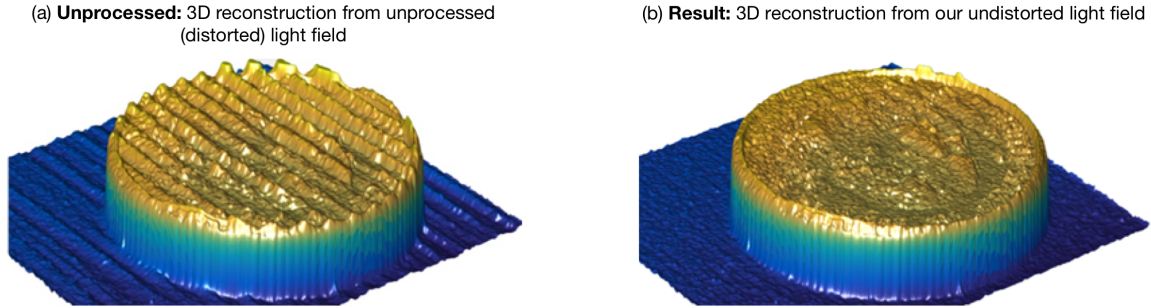 (a) Unprocessed: 3D reconstruction from unprocessed
(distorted) light field
(b) Result: 3D reconstruction from our undistorted light field